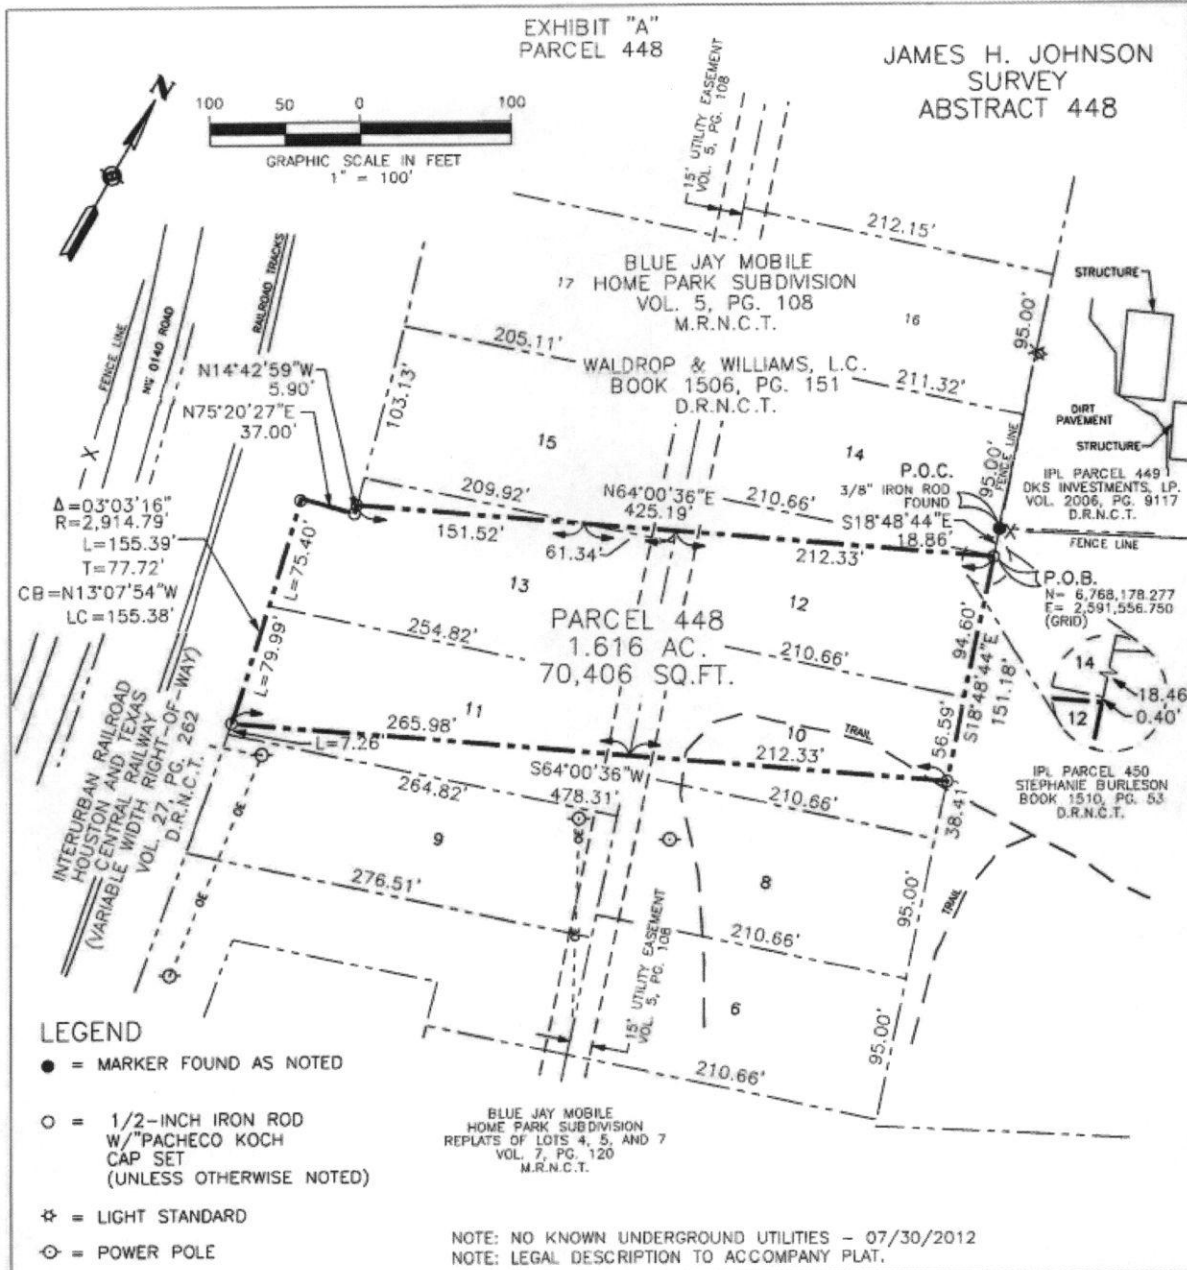 EXHIBIT "A"
PARCEL 448
JAMES H. JOHNSON
SURVEY
ABSTRACT 448
N
100 50 0 100
GRAPHIC SCALE IN FEET
1" = 100'
15' UTILITY EASEMENT
VOL. 5, PG. 108
212.15'
BLUE JAY MOBILE
HOME PARK SUBDIVISION
VOL. 5, PG. 108
M.R.N.C.T.
17
16
95.00'
STRUCTURE
FENCE LINE
NW 0140 ROAD
RAILROAD TRACKS
205.11'
WALDROP & WILLIAMS, L.C.
BOOK 1506, PG. 151
D.R.N.C.T.
211.32'
N14°42'59"W
5.90'
N75°20'27"E
37.00'
103.13'
15
14
95.00'
FENCE LINE
DIRT
PAVEMENT
STRUCTURE
IPL PARCEL 449
DKS INVESTMENTS, LP.
VOL. 2006, PG. 9117
D.R.N.C.T.
FENCE LINE
P.O.C.
3/8" IRON ROD
FOUND
S18°48'44"E
18.86'
209.92'
N64°00'36"E
425.19'
210.66'
151.52'
61.34'
212.33'
Δ=03°03'16"
R=2,914.79'
L=155.39'
T=77.72'
CB=N13°07'54"W
LC=155.38'
X
X
L=75.40'
L=79.99'
13
12
P.O.B.
N= 6,768,178.277
E= 2,591,556.750
(GRID)
PARCEL 448
1.616 AC.
70,406 SQ.FT.
254.82'
210.66'
94.60'
S18°48'44"E
151.18'
56.59'
14
18.46
0.40'
12
11
265.98'
L=7.26
10
TRAIL
S64°00'36"W
478.31'
212.33'
264.82'
210.66'
38.41'
IPL PARCEL 450
STEPHANIE BURLESON
BOOK 1510, PG. 53
D.R.N.C.T.
INTERURBAN RAILROAD
HOUSTON AND TEXAS
CENTRAL RAILWAY
(VARIABLE WIDTH RIGHT-OF-WAY)
VOL. 27, PG. 262
D.R.N.C.T.
OE
OE
OE
9
8
276.51'
95.00'
TRAIL
210.66'
15' UTILITY EASEMENT
VOL. 5, PG. 108
6
95.00'
210.66'
BLUE JAY MOBILE
HOME PARK SUBDIVISION
REPLATS OF LOTS 4, 5, AND 7
VOL. 7, PG. 120
M.R.N.C.T.
LEGEND
= MARKER FOUND AS NOTED
= 1/2-INCH IRON ROD
W/"PACHECO KOCH
CAP SET
(UNLESS OTHERWISE NOTED)
= LIGHT STANDARD
= POWER POLE
NOTE: NO KNOWN UNDERGROUND UTILITIES - 07/30/2012
NOTE: LEGAL DESCRIPTION TO ACCOMPANY PLAT.